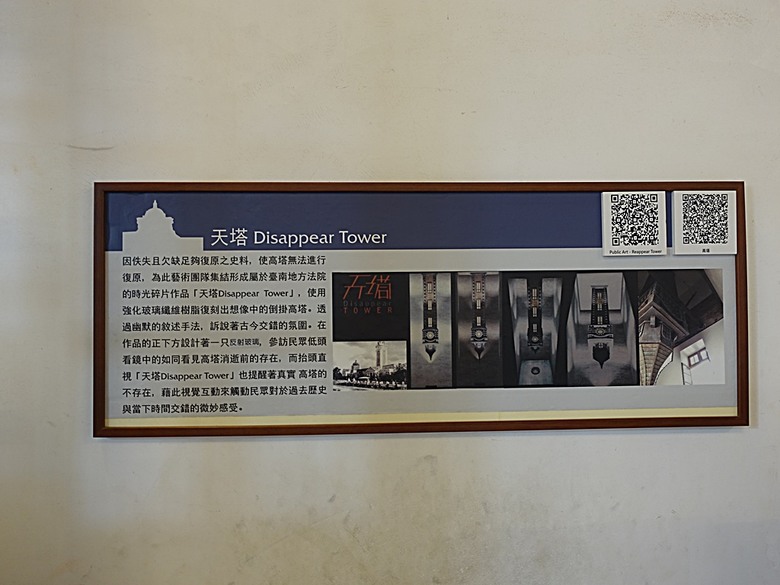 天塔 Disappear Tower
Public Art - Reappear Tower
因佚失且欠缺足夠復原之史料，使高塔無法進行
復原，為此藝術團隊集結形成屬於臺南地方法院
的時光碎片作品「天塔Disappear Tower」，使用
強化玻璃纖維樹脂復刻出想像中的倒掛高塔。透
過幽默的敘述手法，訴說著古今交錯的氛圍。在
作品的正下方設計著一只反射玻璃，參訪民眾低頭
看鏡中的如同看見高塔消逝前的存在，而抬頭直
視「天塔Disappear Tower」也提醒著真實高塔的
不存在，藉此視覺互動來觸動民眾對於過去歷史
與當下時間交錯的微妙感受。
天塔
Disappear
TOWER